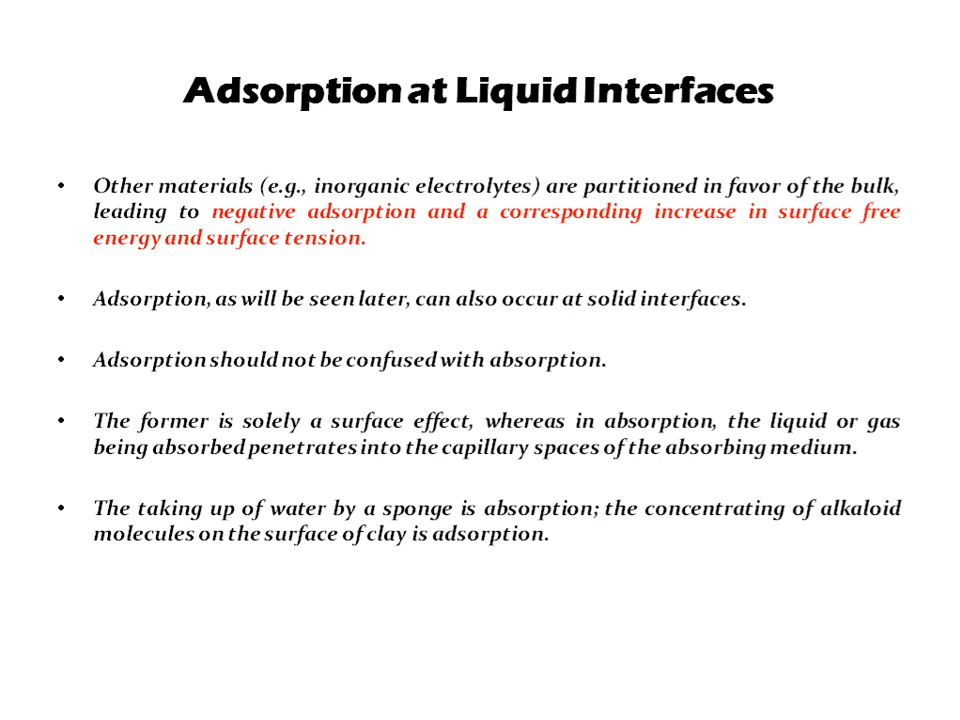 Adsorption at Liquid Interfaces
• Other materials (e.g., inorganic electrolytes) are partitioned in favor of the bulk,
leading to negative adsorption and a corresponding increase in surface free
energy and surface tension.
• Adsorption, as will be seen later, can also occur at solid interfaces.
• Adsorption should not be confused with absorption.
• The former is solely a surface effect, whereas in absorption, the liquid or gas
being absorbed penetrates into the capillary spaces of the absorbing medium.
• The taking up of water by a sponge is absorption; the concentrating of alkaloid
molecules on the surface of clay is adsorption.